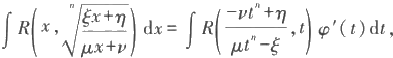 ∫ R( x, ⁿ√((ξx+η)/(μx+ν)) ) dx = ∫ R( (−νtⁿ+η)/(μtⁿ−ξ), t ) φ′(t) dt,